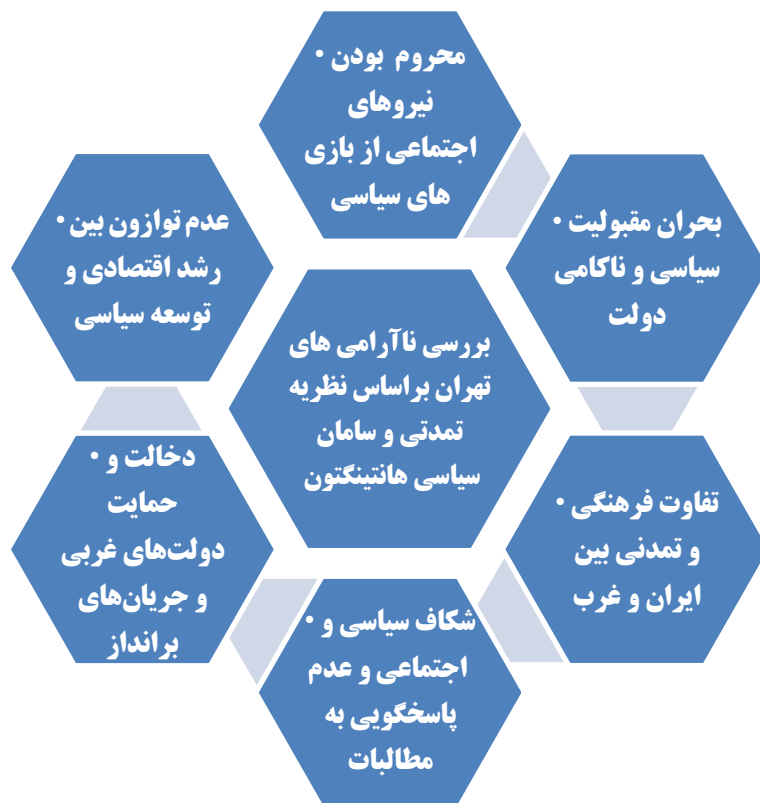 محروم بودن •
نیروهای
اجتماعی از بازی
های سیاسی
بحران مقبولیت •
سیاسی و ناکامی
دولت
تفاوت فرهنگی •
و تمدنی بین
ایران و غرب
شکاف سیاسی و •
اجتماعی و عدم
پاسخگویی به
مطالبات
دخالت و •
حمایت
دولت‌های غربی
و جریان‌های
برانداز
عدم توازون بین •
رشد اقتصادی و
توسعه سیاسی
بررسی ناآرامی های
تهران براساس نظریه
تمدتی و سامان
سیاسی هانتینگتون